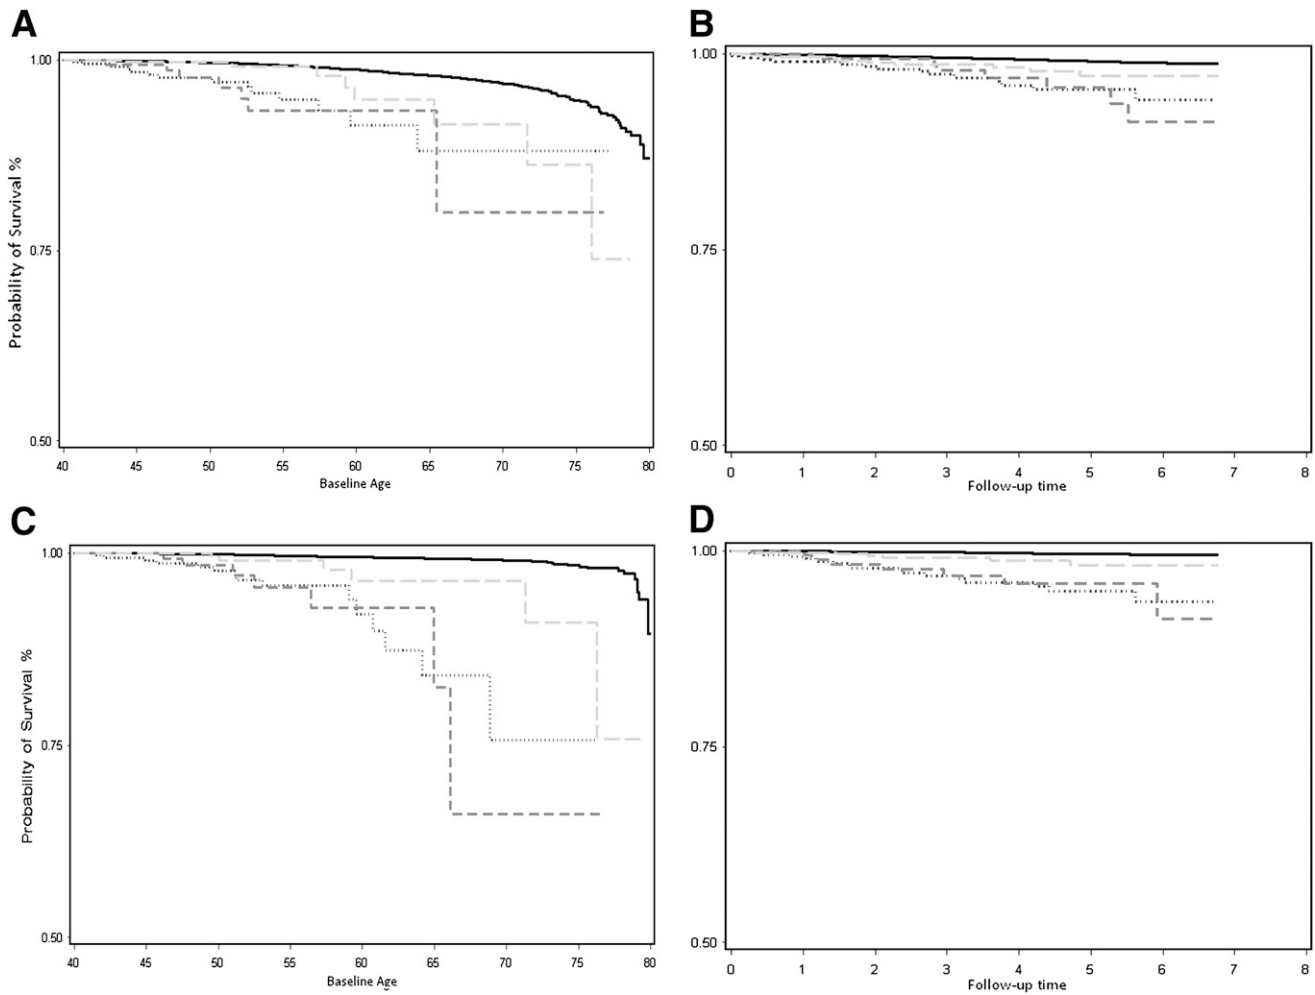 A
B
1.00
0.75
0.50
Probability of Survival %
40 45 50 55 60 65 70 75 80
Baseline Age
1.00
0.75
0.50
0 1 2 3 4 5 6 7 8
Follow-up time
C
D
1.00
0.75
0.50
Probability of Survival %
40 45 50 55 60 65 70 75 80
Baseline Age
1.00
0.75
0.50
0 1 2 3 4 5 6 7 8
Follow-up time